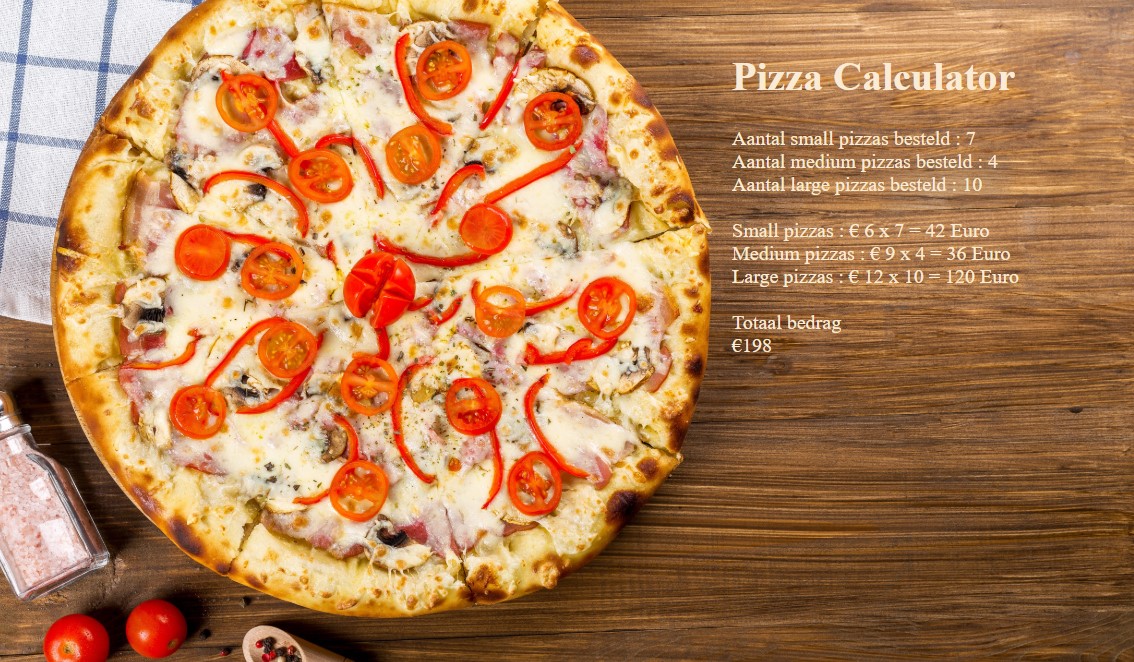 Pizza Calculator
Aantal small pizzas besteld : 7
Aantal medium pizzas besteld : 4
Aantal large pizzas besteld : 10
Small pizzas : € 6 x 7 = 42 Euro
Medium pizzas : € 9 x 4 = 36 Euro
Large pizzas : € 12 x 10 = 120 Euro
Totaal bedrag
€198